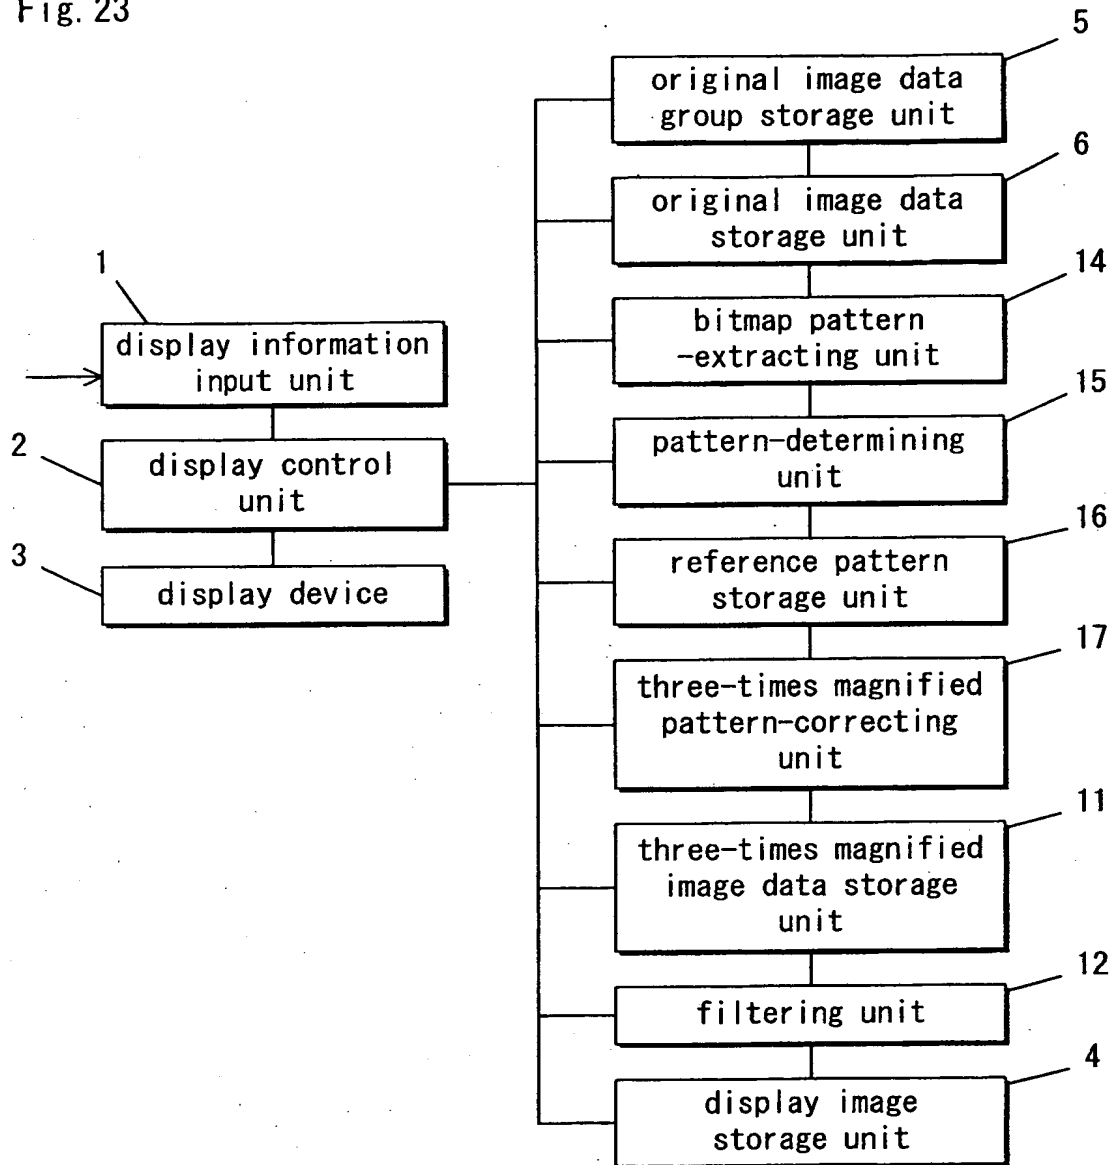 Fig. 23
5
original image data
group storage unit
6
original image data
storage unit
14
bitmap pattern
-extracting unit
1
display information
input unit
15
pattern-determining
unit
2
display control
unit
16
reference pattern
storage unit
3
display device
17
three-times magnified
pattern-correcting
unit
11
three-times magnified
image data storage
unit
12
filtering unit
4
display image
storage unit